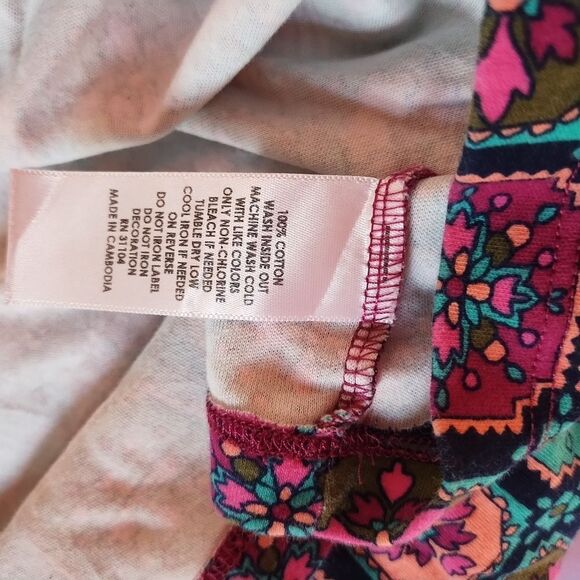 100% COTTON
WASH INSIDE OUT
MACHINE WASH COLD
WITH LIKE COLORS
ONLY NON-CHLORINE
BLEACH IF NEEDED
TUMBLE DRY LOW
COOL IRON IF NEEDED
ON REVERSE
DO NOT IRON LABEL
DO NOT IRON
DECORATION
RN 31104
MADE IN CAMBODIA